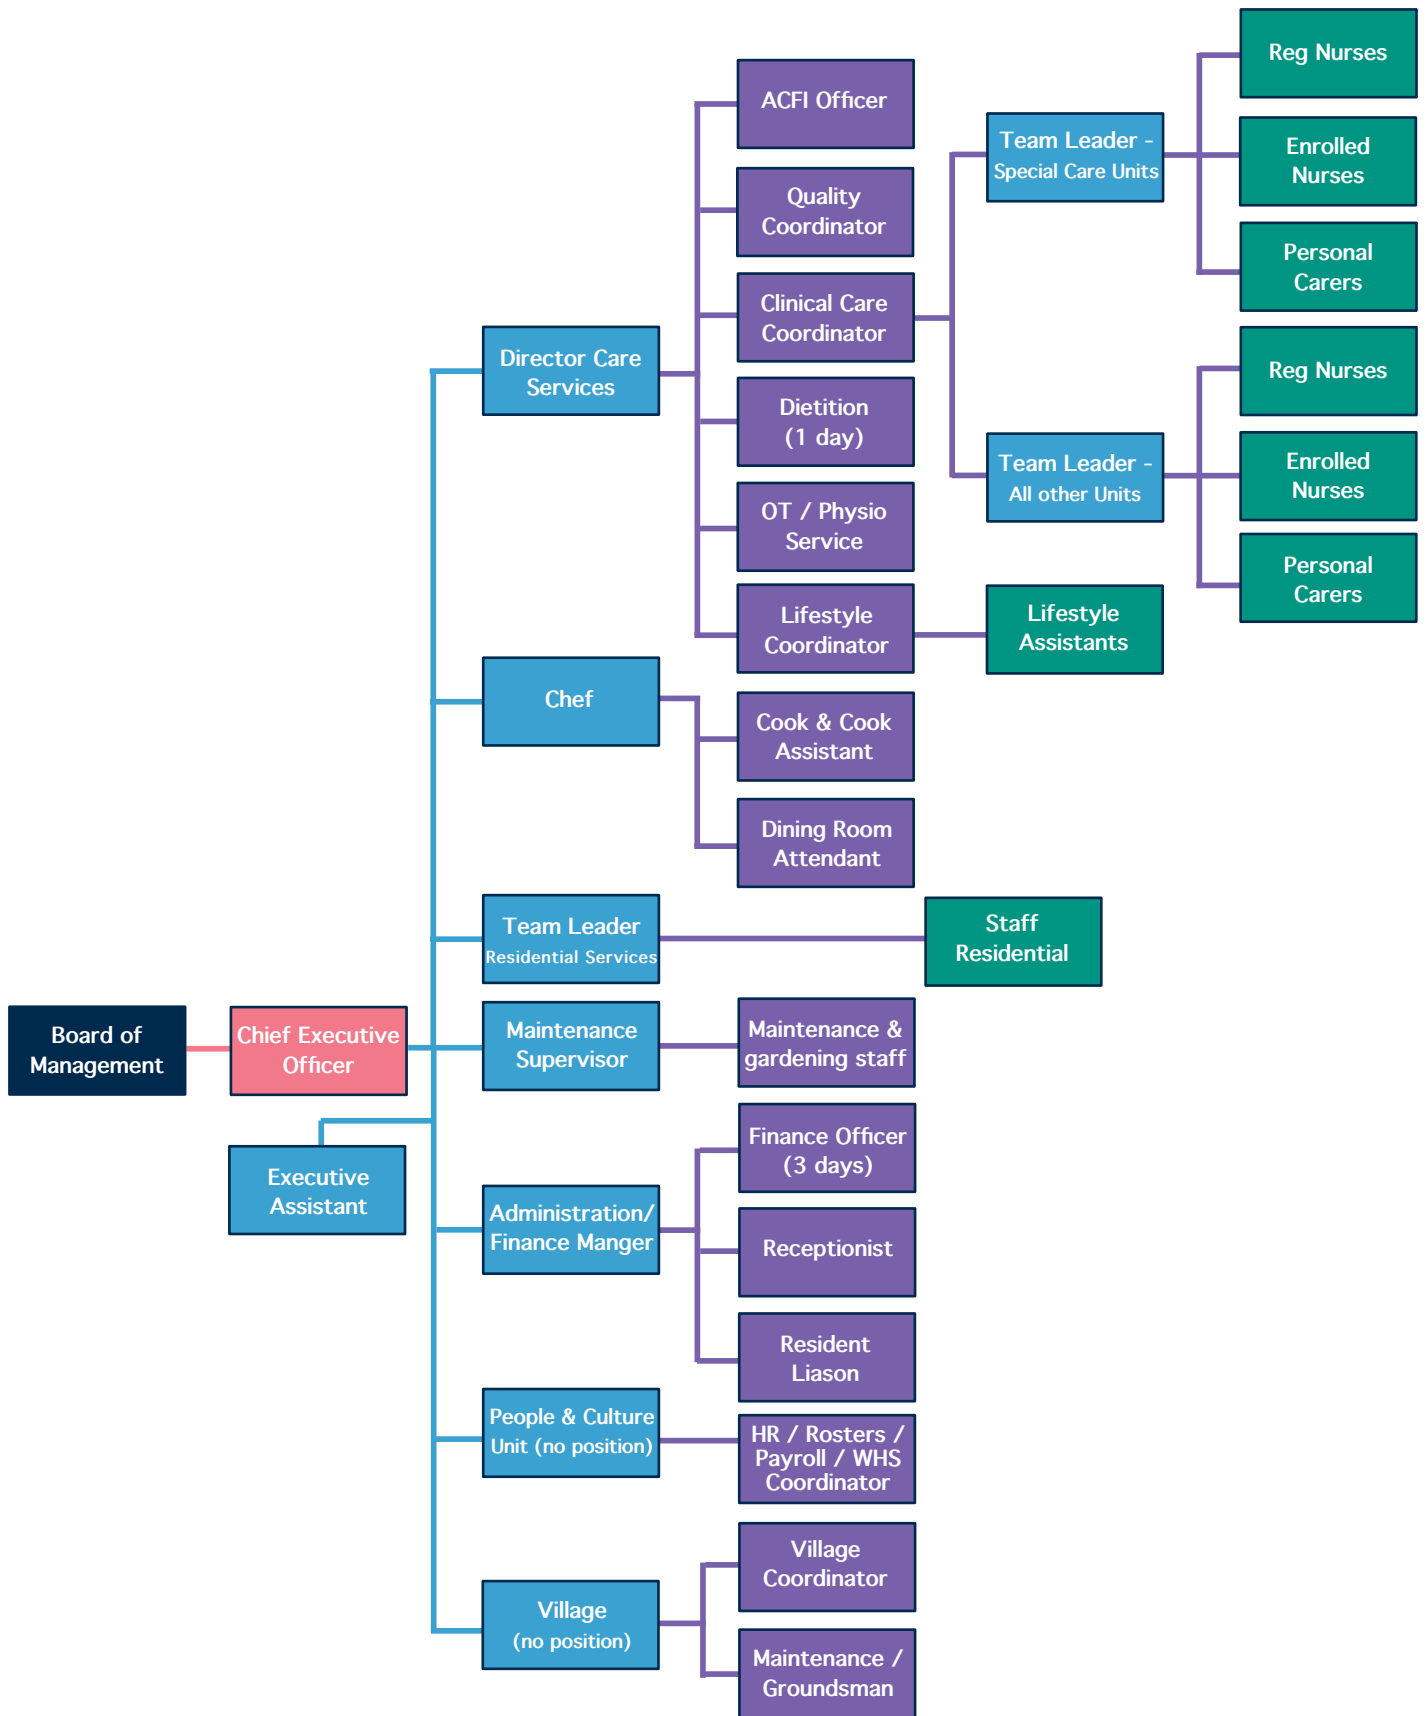 Board of
Management
Chief Executive
Officer
Executive
Assistant
Director Care
Services
ACFI Officer
Quality
Coordinator
Clinical Care
Coordinator
Team Leader -
Special Care Units
Reg Nurses
Enrolled
Nurses
Personal
Carers
Team Leader -
All other Units
Reg Nurses
Enrolled
Nurses
Personal
Carers
Dietition
(1 day)
OT / Physio
Service
Lifestyle
Coordinator
Lifestyle
Assistants
Chef
Cook & Cook
Assistant
Dining Room
Attendant
Team Leader
Residential Services
Staff
Residential
Maintenance
Supervisor
Maintenance &
gardening staff
Administration/
Finance Manger
Finance Officer
(3 days)
Receptionist
Resident
Liason
People & Culture
Unit (no position)
HR / Rosters /
Payroll / WHS
Coordinator
Village
(no position)
Village
Coordinator
Maintenance /
Groundsman